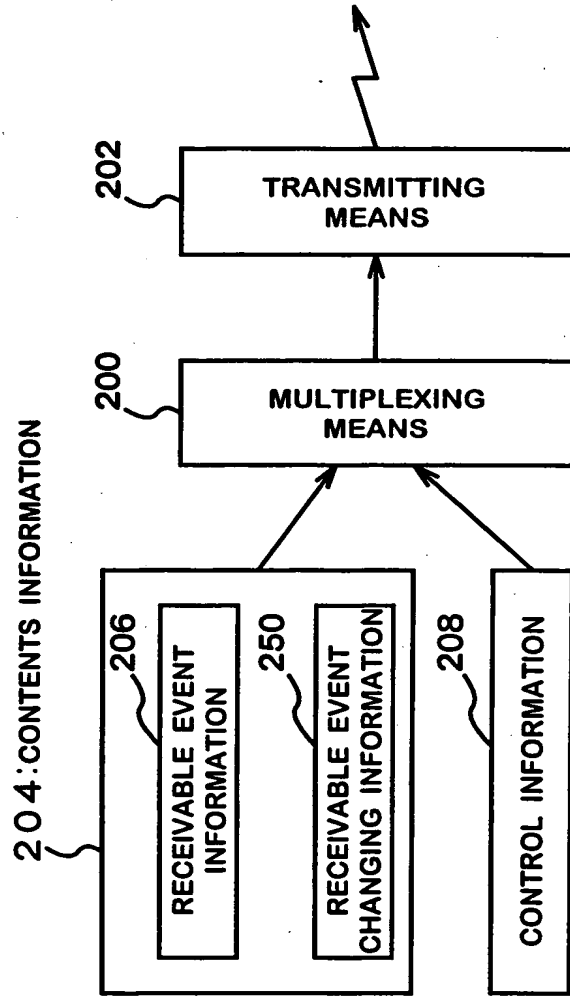 204:CONTENTS INFORMATION
206
RECEIVABLE EVENT
INFORMATION
250
RECEIVABLE EVENT
CHANGING INFORMATION
208
CONTROL INFORMATION
200
MULTIPLEXING
MEANS
202
TRANSMITTING
MEANS